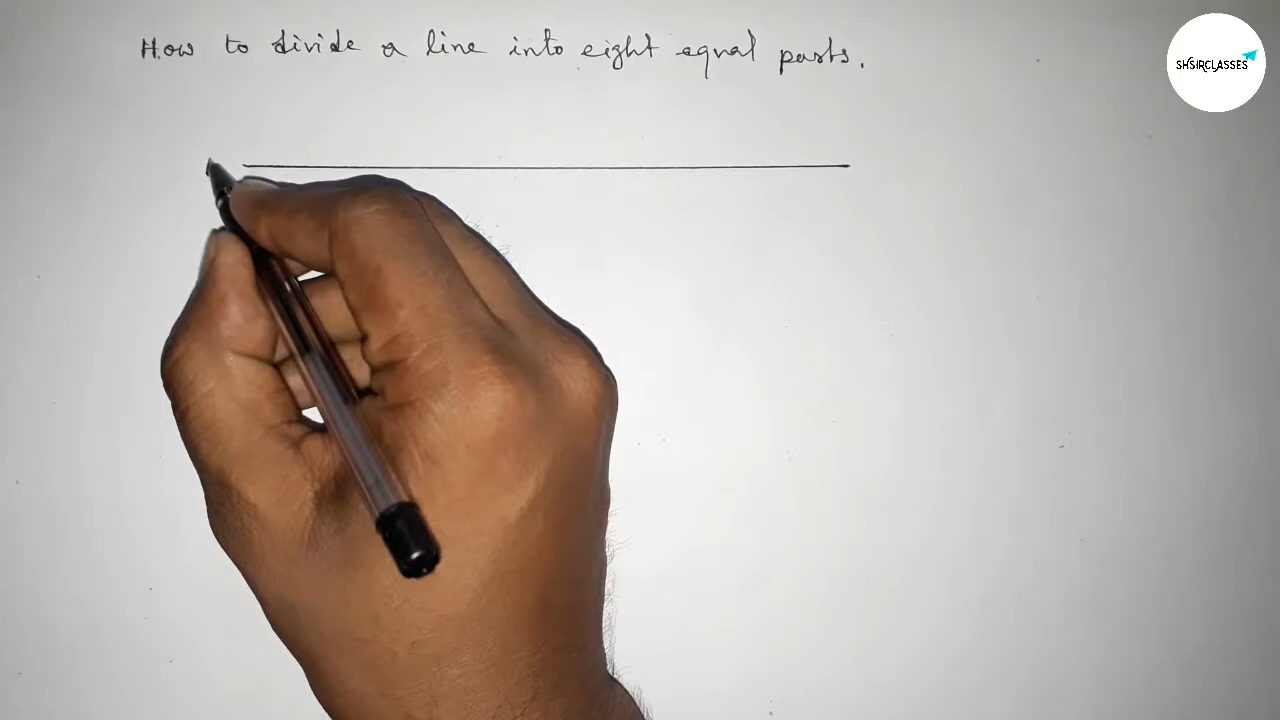 How to divide a line into eight equal parts.
SHSIRCLASSES